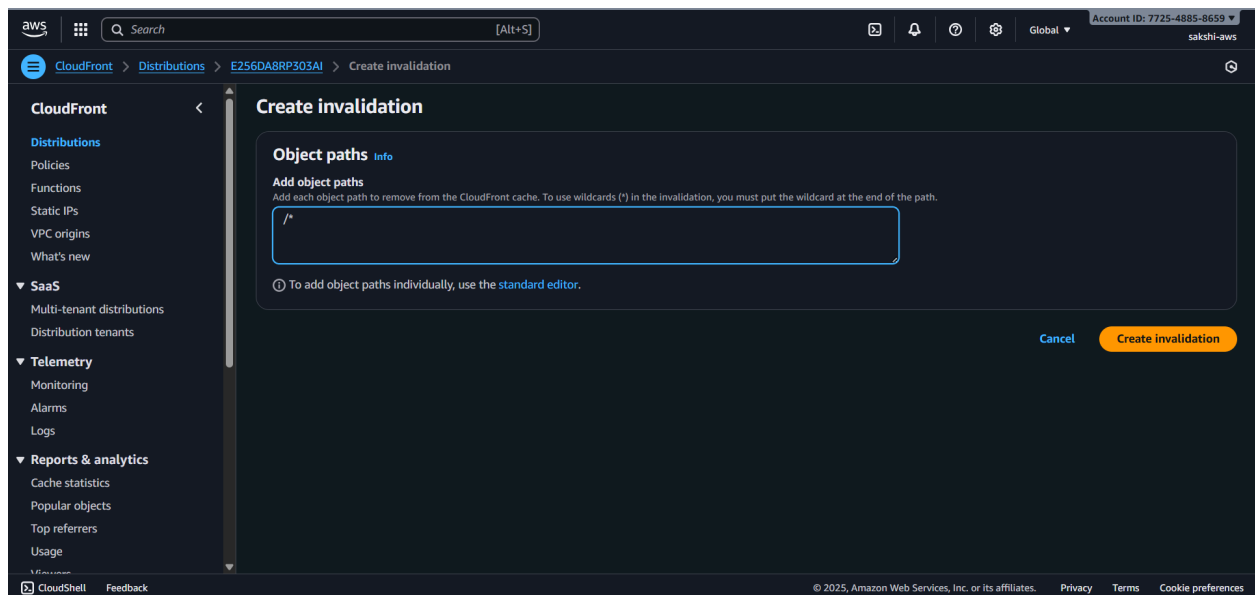 aws
Search [Alt+S]
Global ▼
Account ID: 7725-4885-8659 ▼
sakshi-aws
CloudFront > Distributions > E256DA8RP303AI > Create invalidation
CloudFront
Distributions
Policies
Functions
Static IPs
VPC origins
What's new
▼ SaaS
Multi-tenant distributions
Distribution tenants
▼ Telemetry
Monitoring
Alarms
Logs
▼ Reports & analytics
Cache statistics
Popular objects
Top referrers
Usage
Viewers
Create invalidation
Object paths Info
Add object paths
Add each object path to remove from the CloudFront cache. To use wildcards (*) in the invalidation, you must put the wildcard at the end of the path.
/*
To add object paths individually, use the standard editor.
Cancel
Create invalidation
CloudShell Feedback
© 2025, Amazon Web Services, Inc. or its affiliates. Privacy Terms Cookie preferences